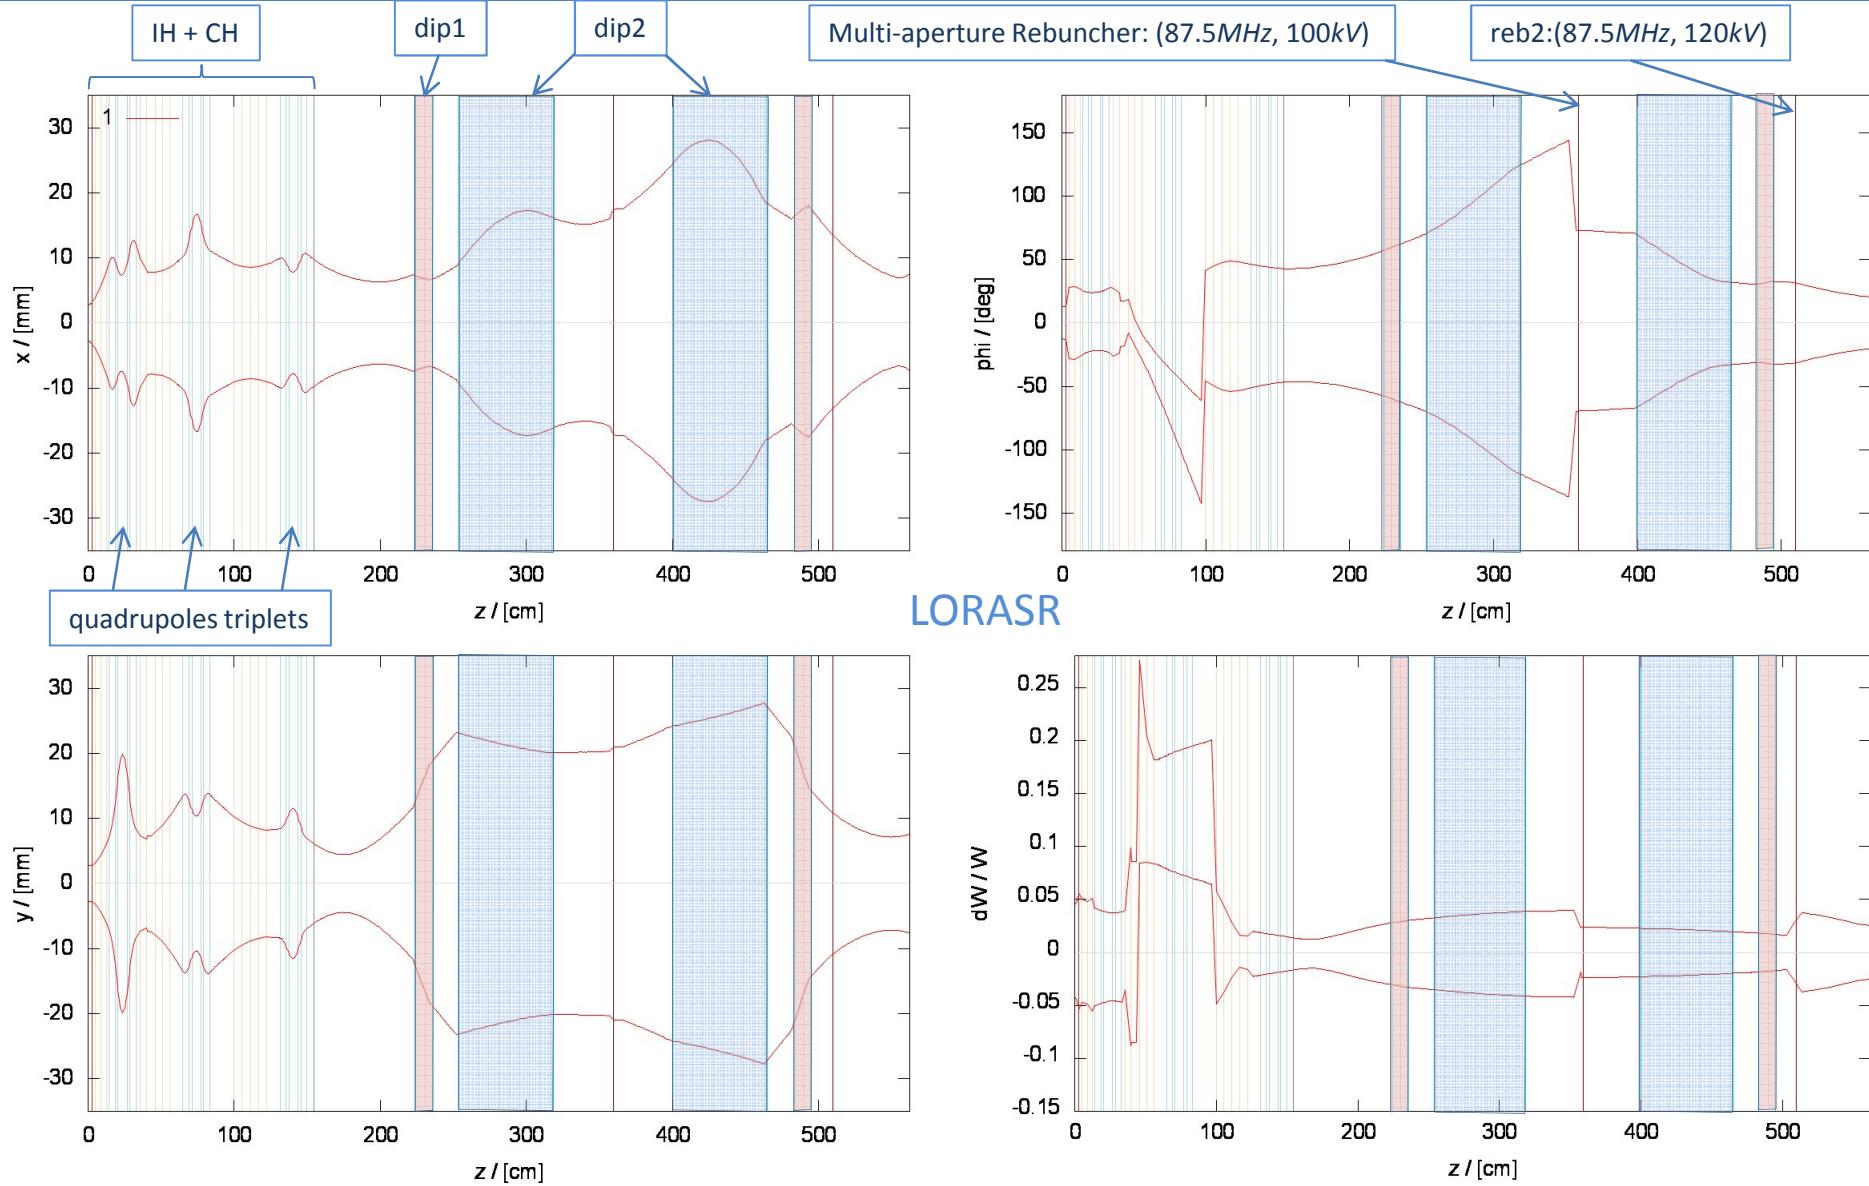 IH + CH
dip1
dip2
Multi-aperture Rebuncher: (87.5MHz, 100kV)
reb2:(87.5MHz, 120kV)
1
30
20
10
0
-10
-20
-30
x / [mm]
0 100 200 300 400 500
z / [cm]
150
100
50
0
-50
-100
-150
phi / [deg]
0 100 200 300 400 500
z / [cm]
quadrupoles triplets
LORASR
30
20
10
0
-10
-20
-30
y / [mm]
0 100 200 300 400 500
z / [cm]
0.25
0.2
0.15
0.1
0.05
0
-0.05
-0.1
-0.15
dW / W
0 100 200 300 400 500
z / [cm]